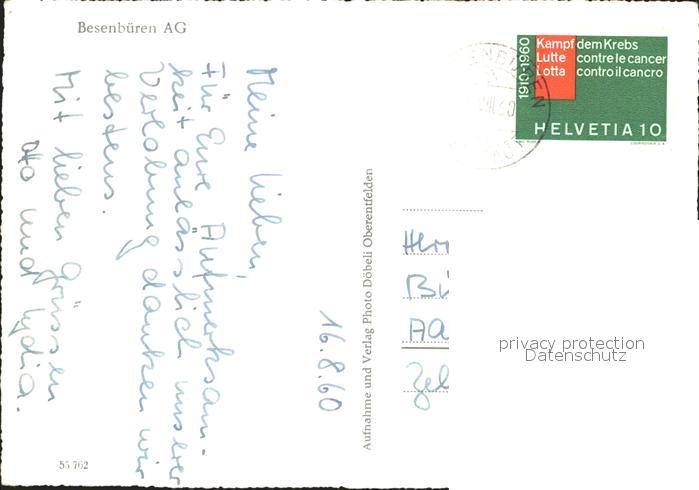 Besenbüren AG
1910-1960
Kampf dem Krebs
Lutte contre le cancer
Lotta contro il cancro
HELVETIA 10
16.8.60
Meine Lieben!
Für Eure Aufmerksam-
keit anlässlich unserer
Verlobung danken wir
bestens.
Mit lieben Grüssen
Otto und Lydia.
Aufnahme und Verlag Photo Döbeli Oberentfelden
Herr
privacy protection
Datenschutz
55 762